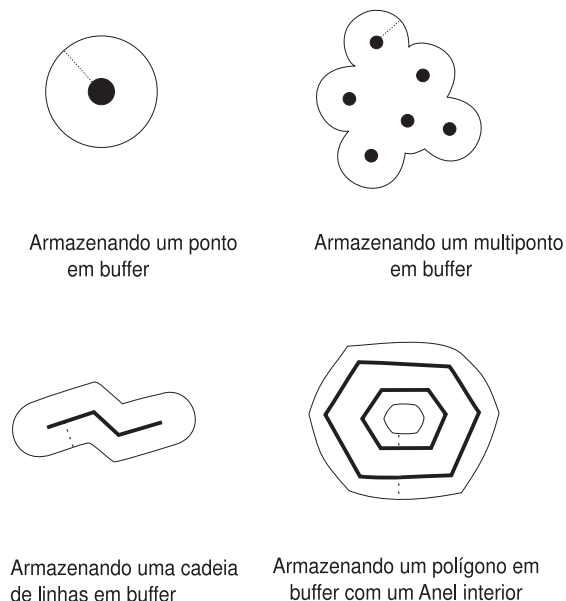 Armazenando um ponto
em buffer
Armazenando um multiponto
em buffer
Armazenando uma cadeia
de linhas em buffer
Armazenando um polígono em
buffer com um Anel interior